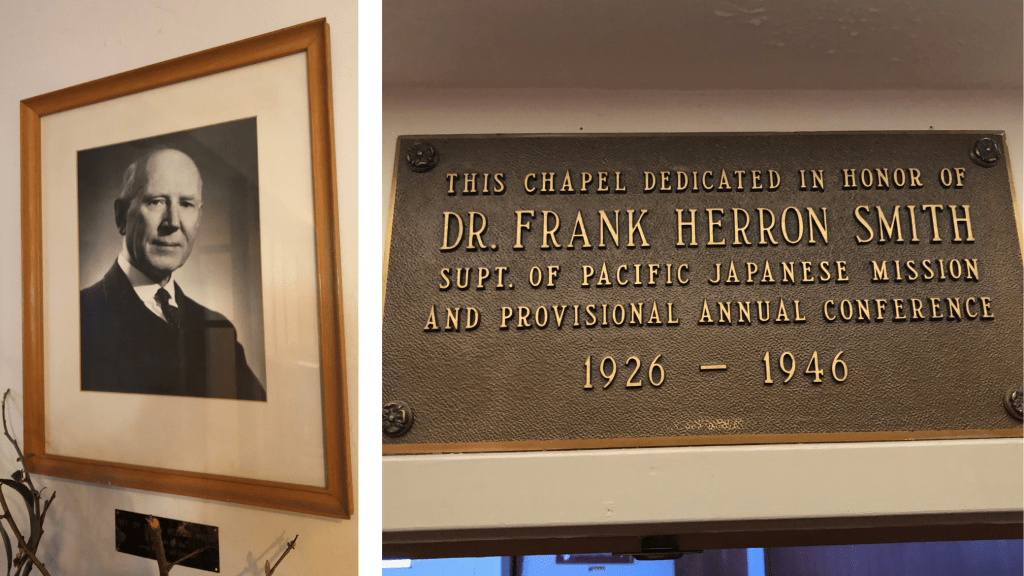 THIS CHAPEL DEDICATED IN HONOR OF
DR. FRANK HERRON SMITH
SUPT. OF PACIFIC JAPANESE MISSION
AND PROVISIONAL ANNUAL CONFERENCE
1926 – 1946